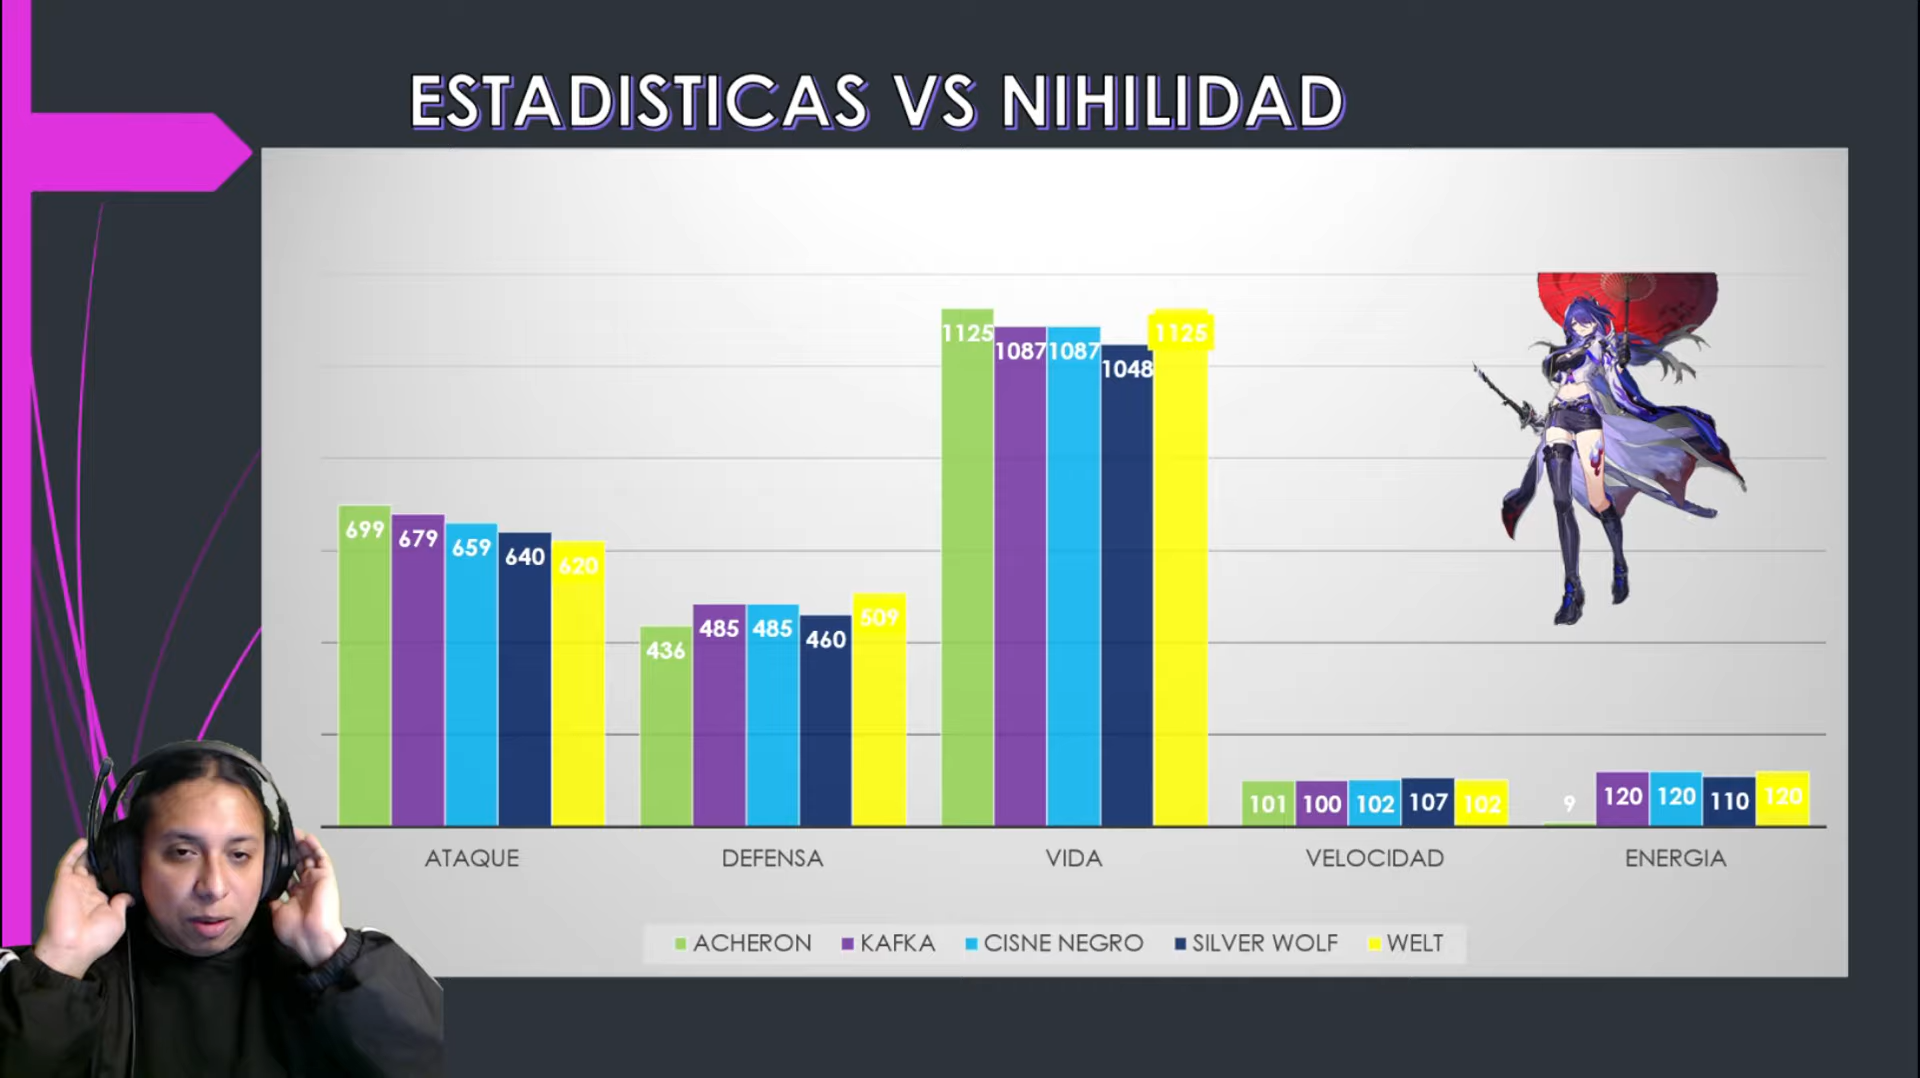 ESTADISTICAS VS NIHILIDAD
699 679 659 640 620
436 485 485 460 509
1125 1087 1087 1048 1125
101 100 102 107 102
9 120 120 110 120
ATAQUE DEFENSA VIDA VELOCIDAD ENERGIA
ACHERON KAFKA CISNE NEGRO SILVER WOLF WELT